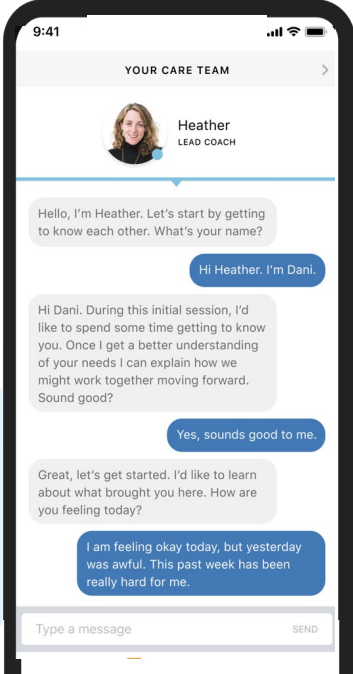 9:41
YOUR CARE TEAM
Heather
LEAD COACH
Hello, I'm Heather. Let's start by getting
to know each other. What's your name?
Hi Heather. I'm Dani.
Hi Dani. During this initial session, I'd
like to spend some time getting to know
you. Once I get a better understanding
of your needs I can explain how we
might work together moving forward.
Sound good?
Yes, sounds good to me.
Great, let's get started. I'd like to learn
about what brought you here. How are
you feeling today?
I am feeling okay today, but yesterday
was awful. This past week has been
really hard for me.
Type a message
SEND